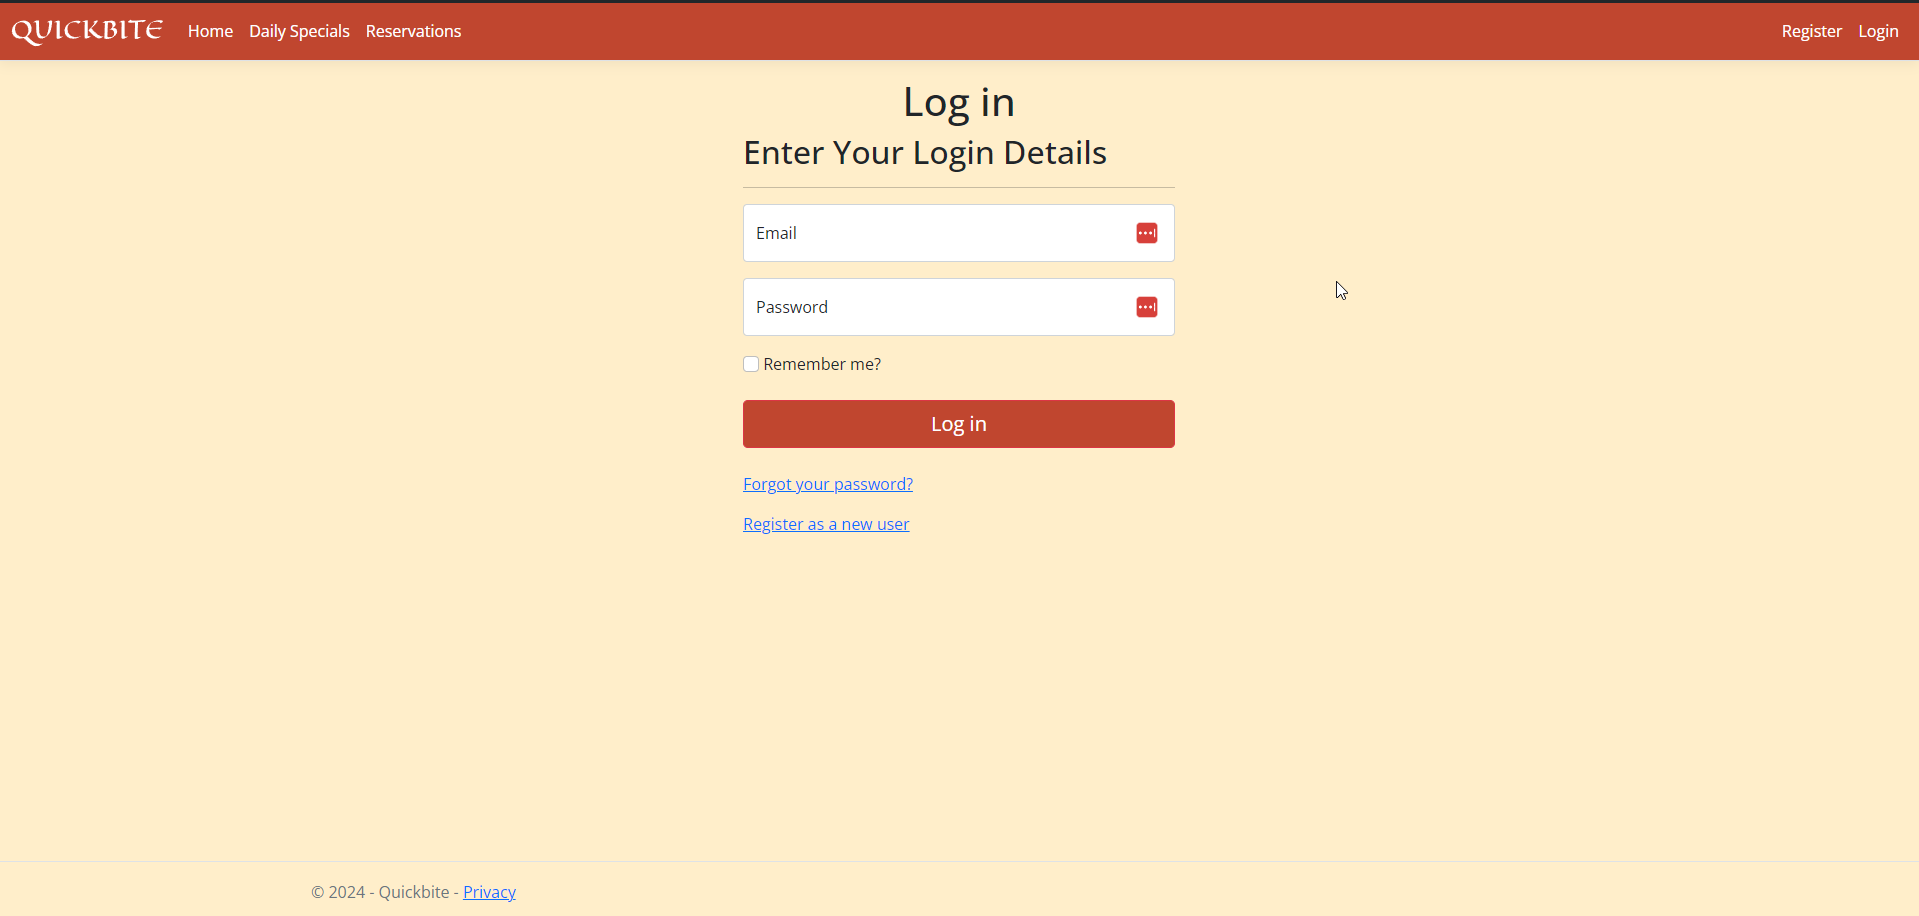 QUICKBITE Home Daily Specials Reservations Register Login
Log in
Enter Your Login Details
Email
Password
Remember me?
Log in
Forgot your password?
Register as a new user
© 2024 - Quickbite - Privacy